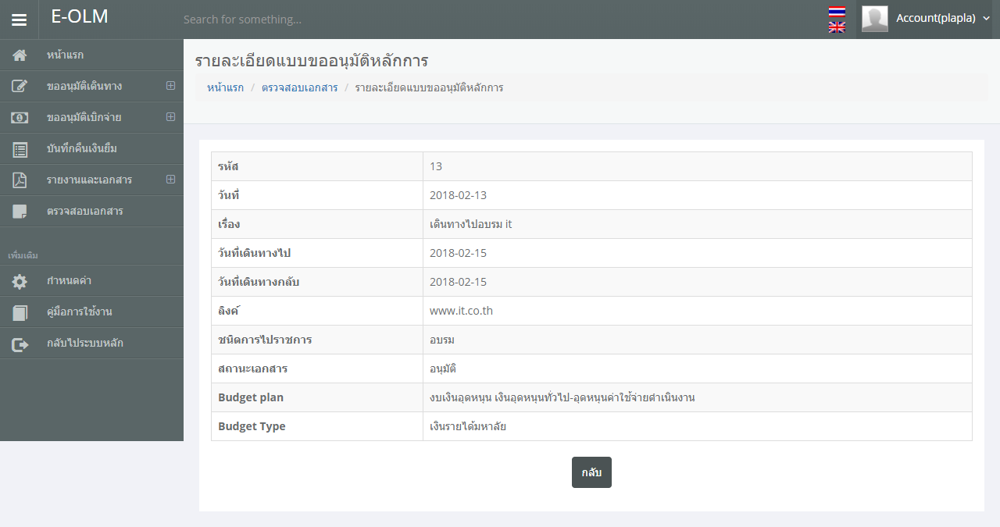 E-OLM
Search for something...
Account(plapla)
หน้าแรก
ขออนุมัติเดินทาง
ขออนุมัติเบิกจ่าย
บันทึกคืนเงินยืม
รายงานและเอกสาร
ตรวจสอบเอกสาร
เพิ่มเติม
กำหนดค่า
คู่มือการใช้งาน
กลับไประบบหลัก
รายละเอียดแบบขออนุมัติหลักการ
หน้าแรก / ตรวจสอบเอกสาร / รายละเอียดแบบขออนุมัติหลักการ
รหัส 13
วันที่ 2018-02-13
เรื่อง เดินทางไปอบรม it
วันที่เดินทางไป 2018-02-15
วันที่เดินทางกลับ 2018-02-15
ลิงค์ www.it.co.th
ชนิดการไปราชการ อบรม
สถานะเอกสาร อนุมัติ
Budget plan งบเงินอุดหนุน เงินอุดหนุนทั่วไป-อุดหนุนค่าใช้จ่ายดำเนินงาน
Budget Type เงินรายได้มหาลัย
กลับ